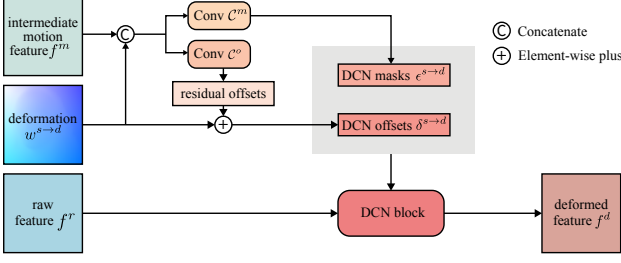 intermediate
motion
feature f^m
C
Conv C^m
Conv C^o
residual offsets
DCN masks ϵ^{s→d}
DCN offsets δ^{s→d}
C Concatenate
+ Element-wise plus
deformation
w^{s→d}
+
raw
feature f^r
DCN block
deformed
feature f^d